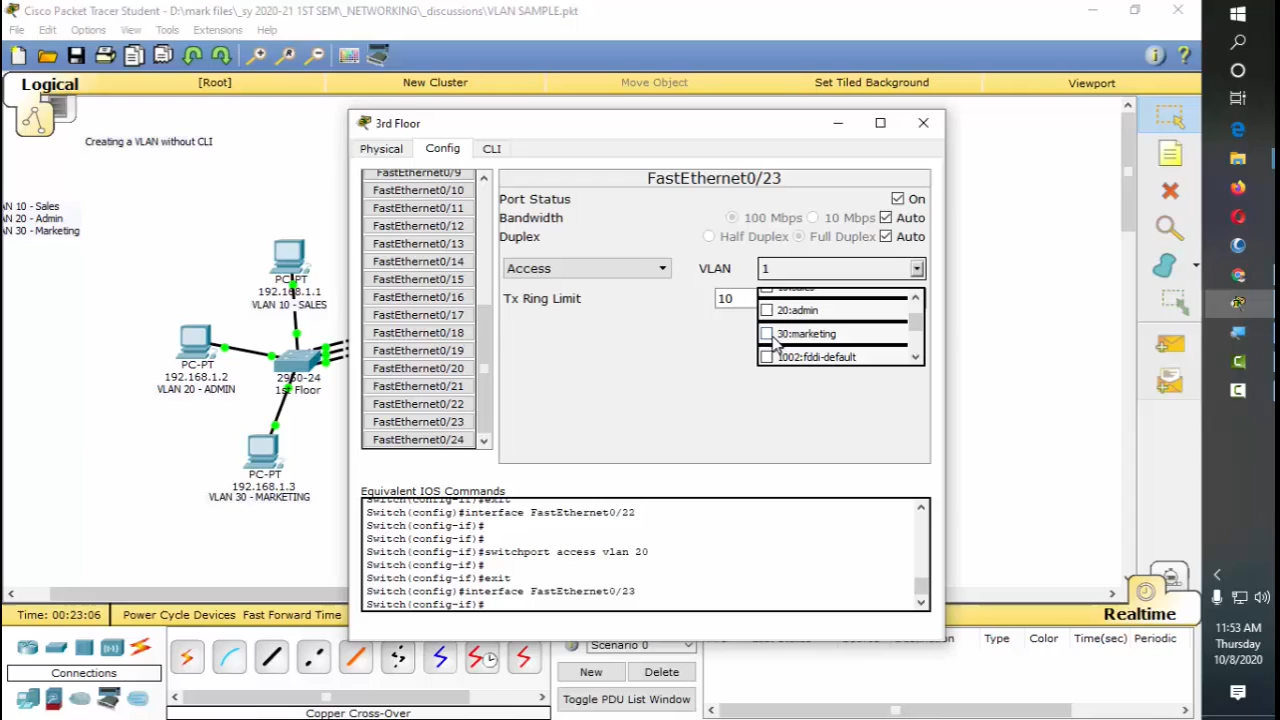 Cisco Packet Tracer Student - D:\mark files\_sy 2020-21 1ST SEM\_NETWORKING\_discussions\VLAN SAMPLE.pkt
File Edit Options View Tools Extensions Help
Logical [Root] New Cluster Move Object Set Tiled Background Viewport
Creating a VLAN without CLI
AN 10 - Sales
AN 20 - Admin
AN 30 - Marketing
PC-PT
192.168.1.1
VLAN 10 - SALES
PC-PT
192.168.1.2
VLAN 20 - ADMIN
2960-24
1st Floor
PC-PT
192.168.1.3
VLAN 30 - MARKETING
3rd Floor
Physical Config CLI
FastEthernet0/9
FastEthernet0/10
FastEthernet0/11
FastEthernet0/12
FastEthernet0/13
FastEthernet0/14
FastEthernet0/15
FastEthernet0/16
FastEthernet0/17
FastEthernet0/18
FastEthernet0/19
FastEthernet0/20
FastEthernet0/21
FastEthernet0/22
FastEthernet0/23
FastEthernet0/24
FastEthernet0/23
Port Status On
Bandwidth 100 Mbps 10 Mbps Auto
Duplex Half Duplex Full Duplex Auto
Access VLAN 1
Tx Ring Limit 10
20:admin
30:marketing
1002:fddi-default
Equivalent IOS Commands
Switch(config-if)#exit
Switch(config)#interface FastEthernet0/22
Switch(config-if)#
Switch(config-if)#
Switch(config-if)#switchport access vlan 20
Switch(config-if)#
Switch(config-if)#exit
Switch(config)#interface FastEthernet0/23
Switch(config-if)#
Time: 00:23:06 Power Cycle Devices Fast Forward Time
Realtime
Connections
Copper Cross-Over
Scenario 0
New Delete
Toggle PDU List Window
Type Color Time(sec) Periodic
11:53 AM
Thursday
10/8/2020